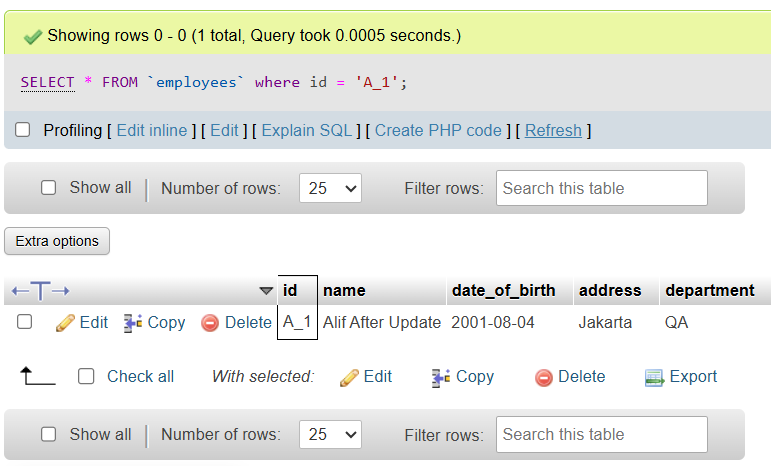 Showing rows 0 - 0 (1 total, Query took 0.0005 seconds.)
SELECT * FROM `employees` where id = 'A_1';
Profiling [ Edit inline ] [ Edit ] [ Explain SQL ] [ Create PHP code ] [ Refresh ]
Show all Number of rows: 25 Filter rows: Search this table
Extra options
id name date_of_birth address department
Edit Copy Delete A_1 Alif After Update 2001-08-04 Jakarta QA
Check all With selected: Edit Copy Delete Export
Show all Number of rows: 25 Filter rows: Search this table